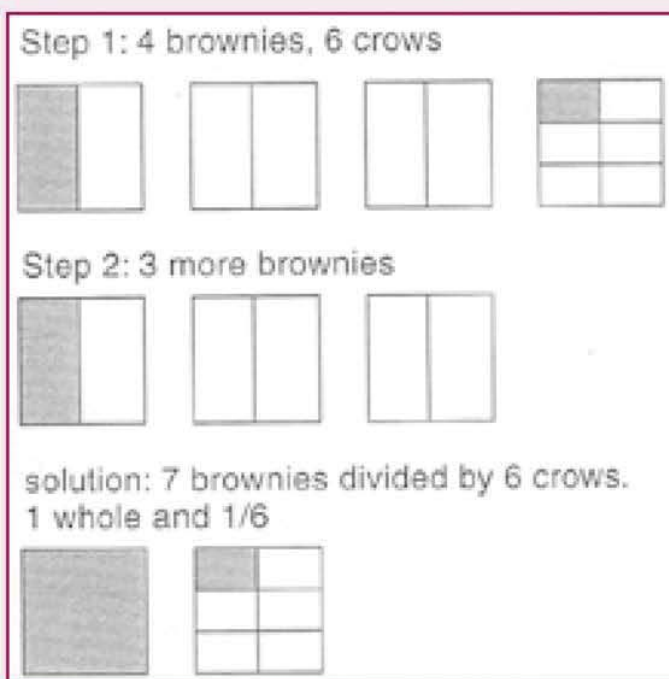 Step 1: 4 brownies, 6 crows
Step 2: 3 more brownies
solution: 7 brownies divided by 6 crows.
1 whole and 1/6